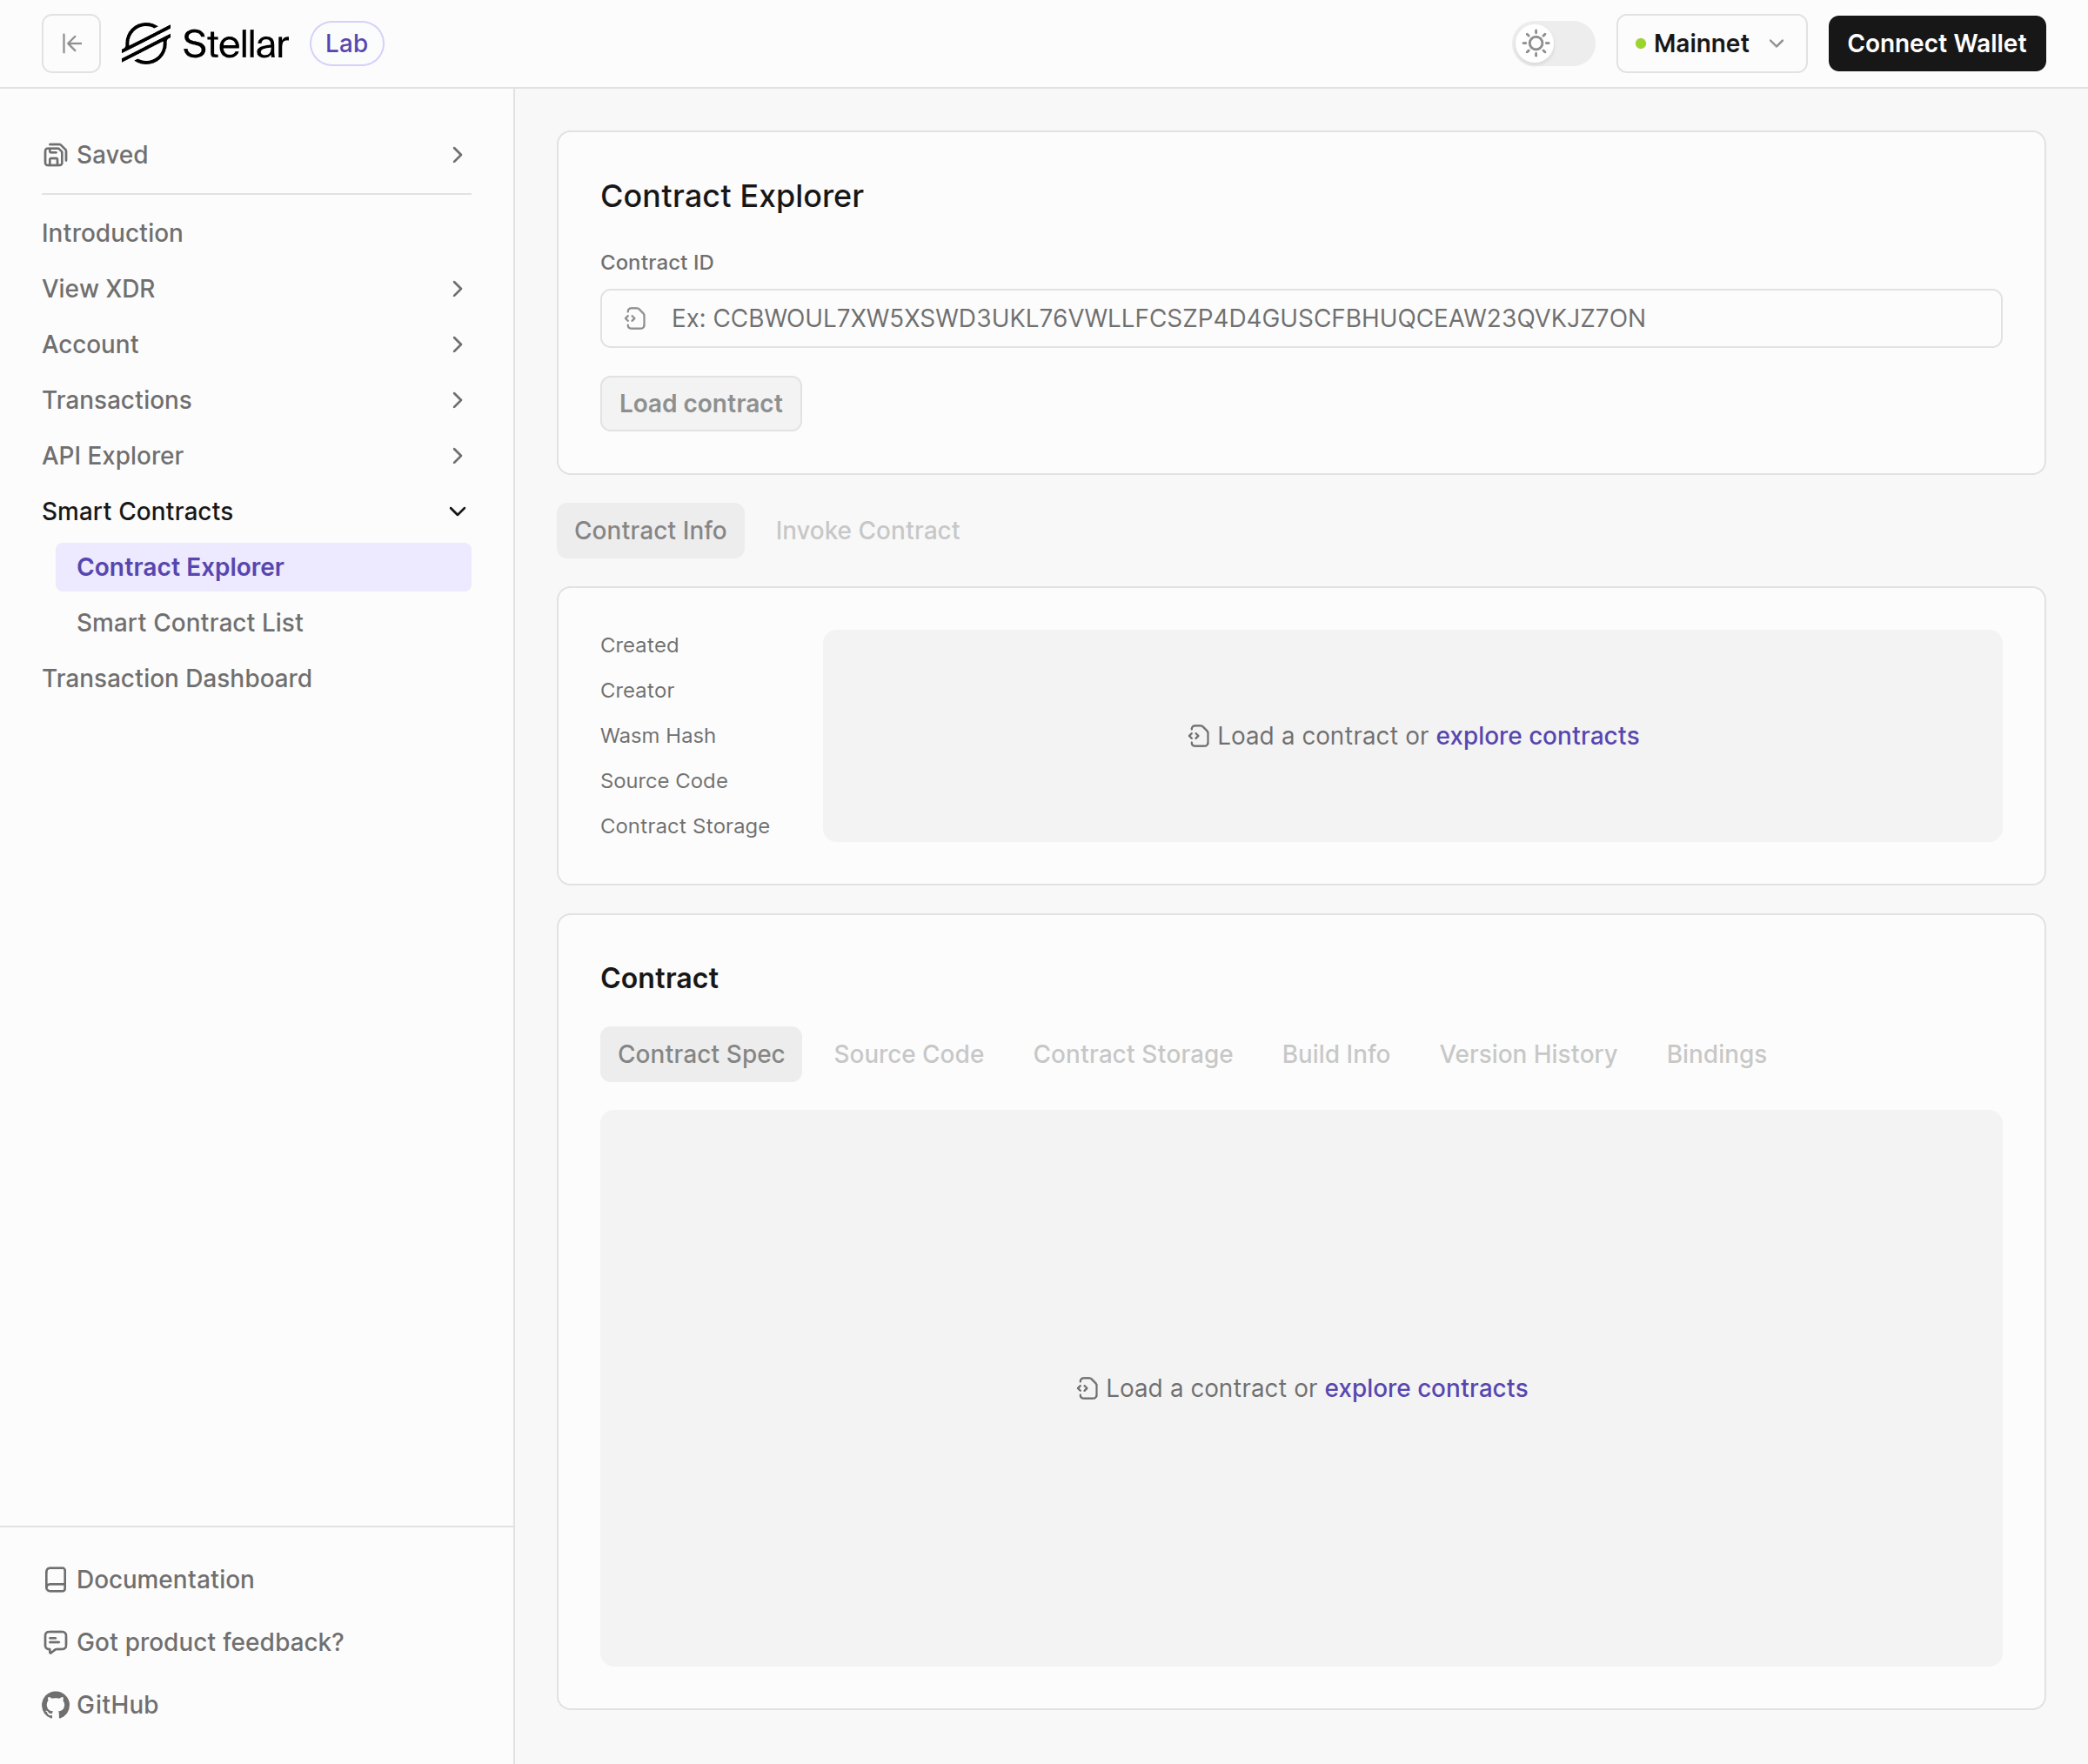 Stellar Lab
Mainnet
Connect Wallet
Saved
Introduction
View XDR
Account
Transactions
API Explorer
Smart Contracts
Contract Explorer
Smart Contract List
Transaction Dashboard
Documentation
Got product feedback?
GitHub
Contract Explorer
Contract ID
Ex: CCBWOUL7XW5XSWD3UKL76VWLLFCSZP4D4GUSCFBHUQCEAW23QVKJZ7ON
Load contract
Contract Info Invoke Contract
Created
Creator
Wasm Hash
Source Code
Contract Storage
Load a contract or explore contracts
Contract
Contract Spec Source Code Contract Storage Build Info Version History Bindings
Load a contract or explore contracts